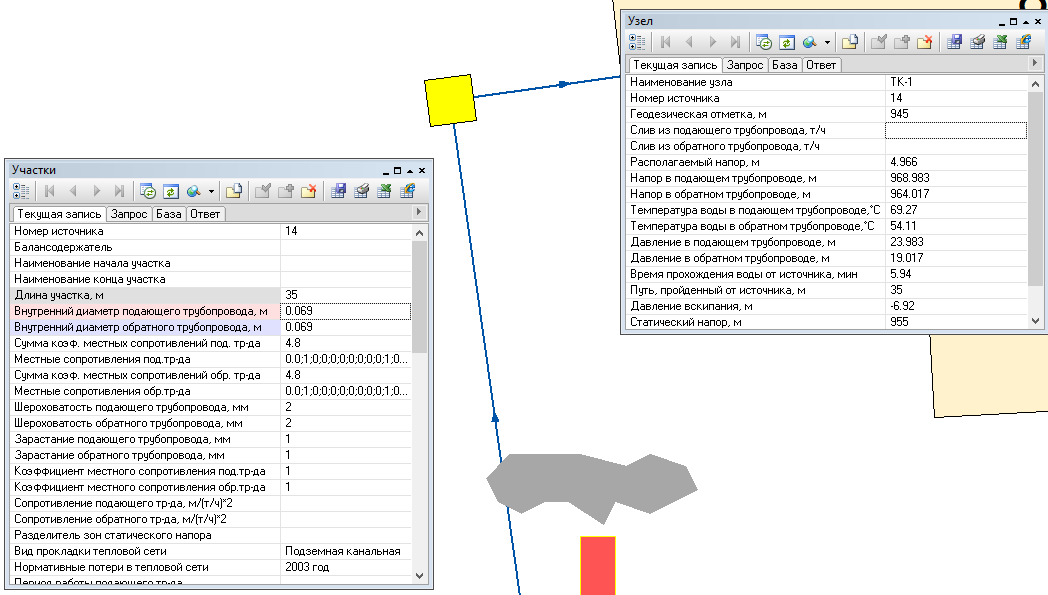 Узел
Текущая запись Запрос База Ответ
Наименование узла ТК-1
Номер источника 14
Геодезическая отметка, м 945
Слив из подающего трубопровода, т/ч
Слив из обратного трубопровода, т/ч
Располагаемый напор, м 4.966
Напор в подающем трубопроводе, м 968.983
Напор в обратном трубопроводе, м 964.017
Температура воды в подающем трубопроводе,°С 69.27
Температура воды в обратном трубопроводе,°С 54.11
Давление в подающем трубопроводе, м 23.983
Давление в обратном трубопроводе, м 19.017
Время прохождения воды от источника, мин 5.94
Путь, пройденный от источника, м 35
Давление вскипания, м -6.92
Статический напор, м 955
Участки
Текущая запись Запрос База Ответ
Номер источника 14
Балансодержатель
Наименование начала участка
Наименование конца участка
Длина участка, м 35
Внутренний диаметр подающего трубопровода, м 0.069
Внутренний диаметр обратного трубопровода, м 0.069
Сумма коэф. местных сопротивлений под. тр-да 4.8
Местные сопротивления под.тр-да 0.0;1;0;0;0;0;0;0;0;0;1;0...
Сумма коэф. местных сопротивлений обр. тр-да 4.8
Местные сопротивления обр.тр-да 0.0;1;0;0;0;0;0;0;0;0;1;0...
Шероховатость подающего трубопровода, мм 2
Шероховатость обратного трубопровода, мм 2
Зарастание подающего трубопровода, мм 1
Зарастание обратного трубопровода, мм 1
Коэффициент местного сопротивления под.тр-да 1
Коэффициент местного сопротивления обр.тр-да 1
Сопротивление подающего тр-да, м/(т/ч)*2
Сопротивление обратного тр-да, м/(т/ч)*2
Разделитель зон статического напора
Вид прокладки тепловой сети Подземная канальная
Нормативные потери в тепловой сети 2003 год
Период работы подающего тр-да